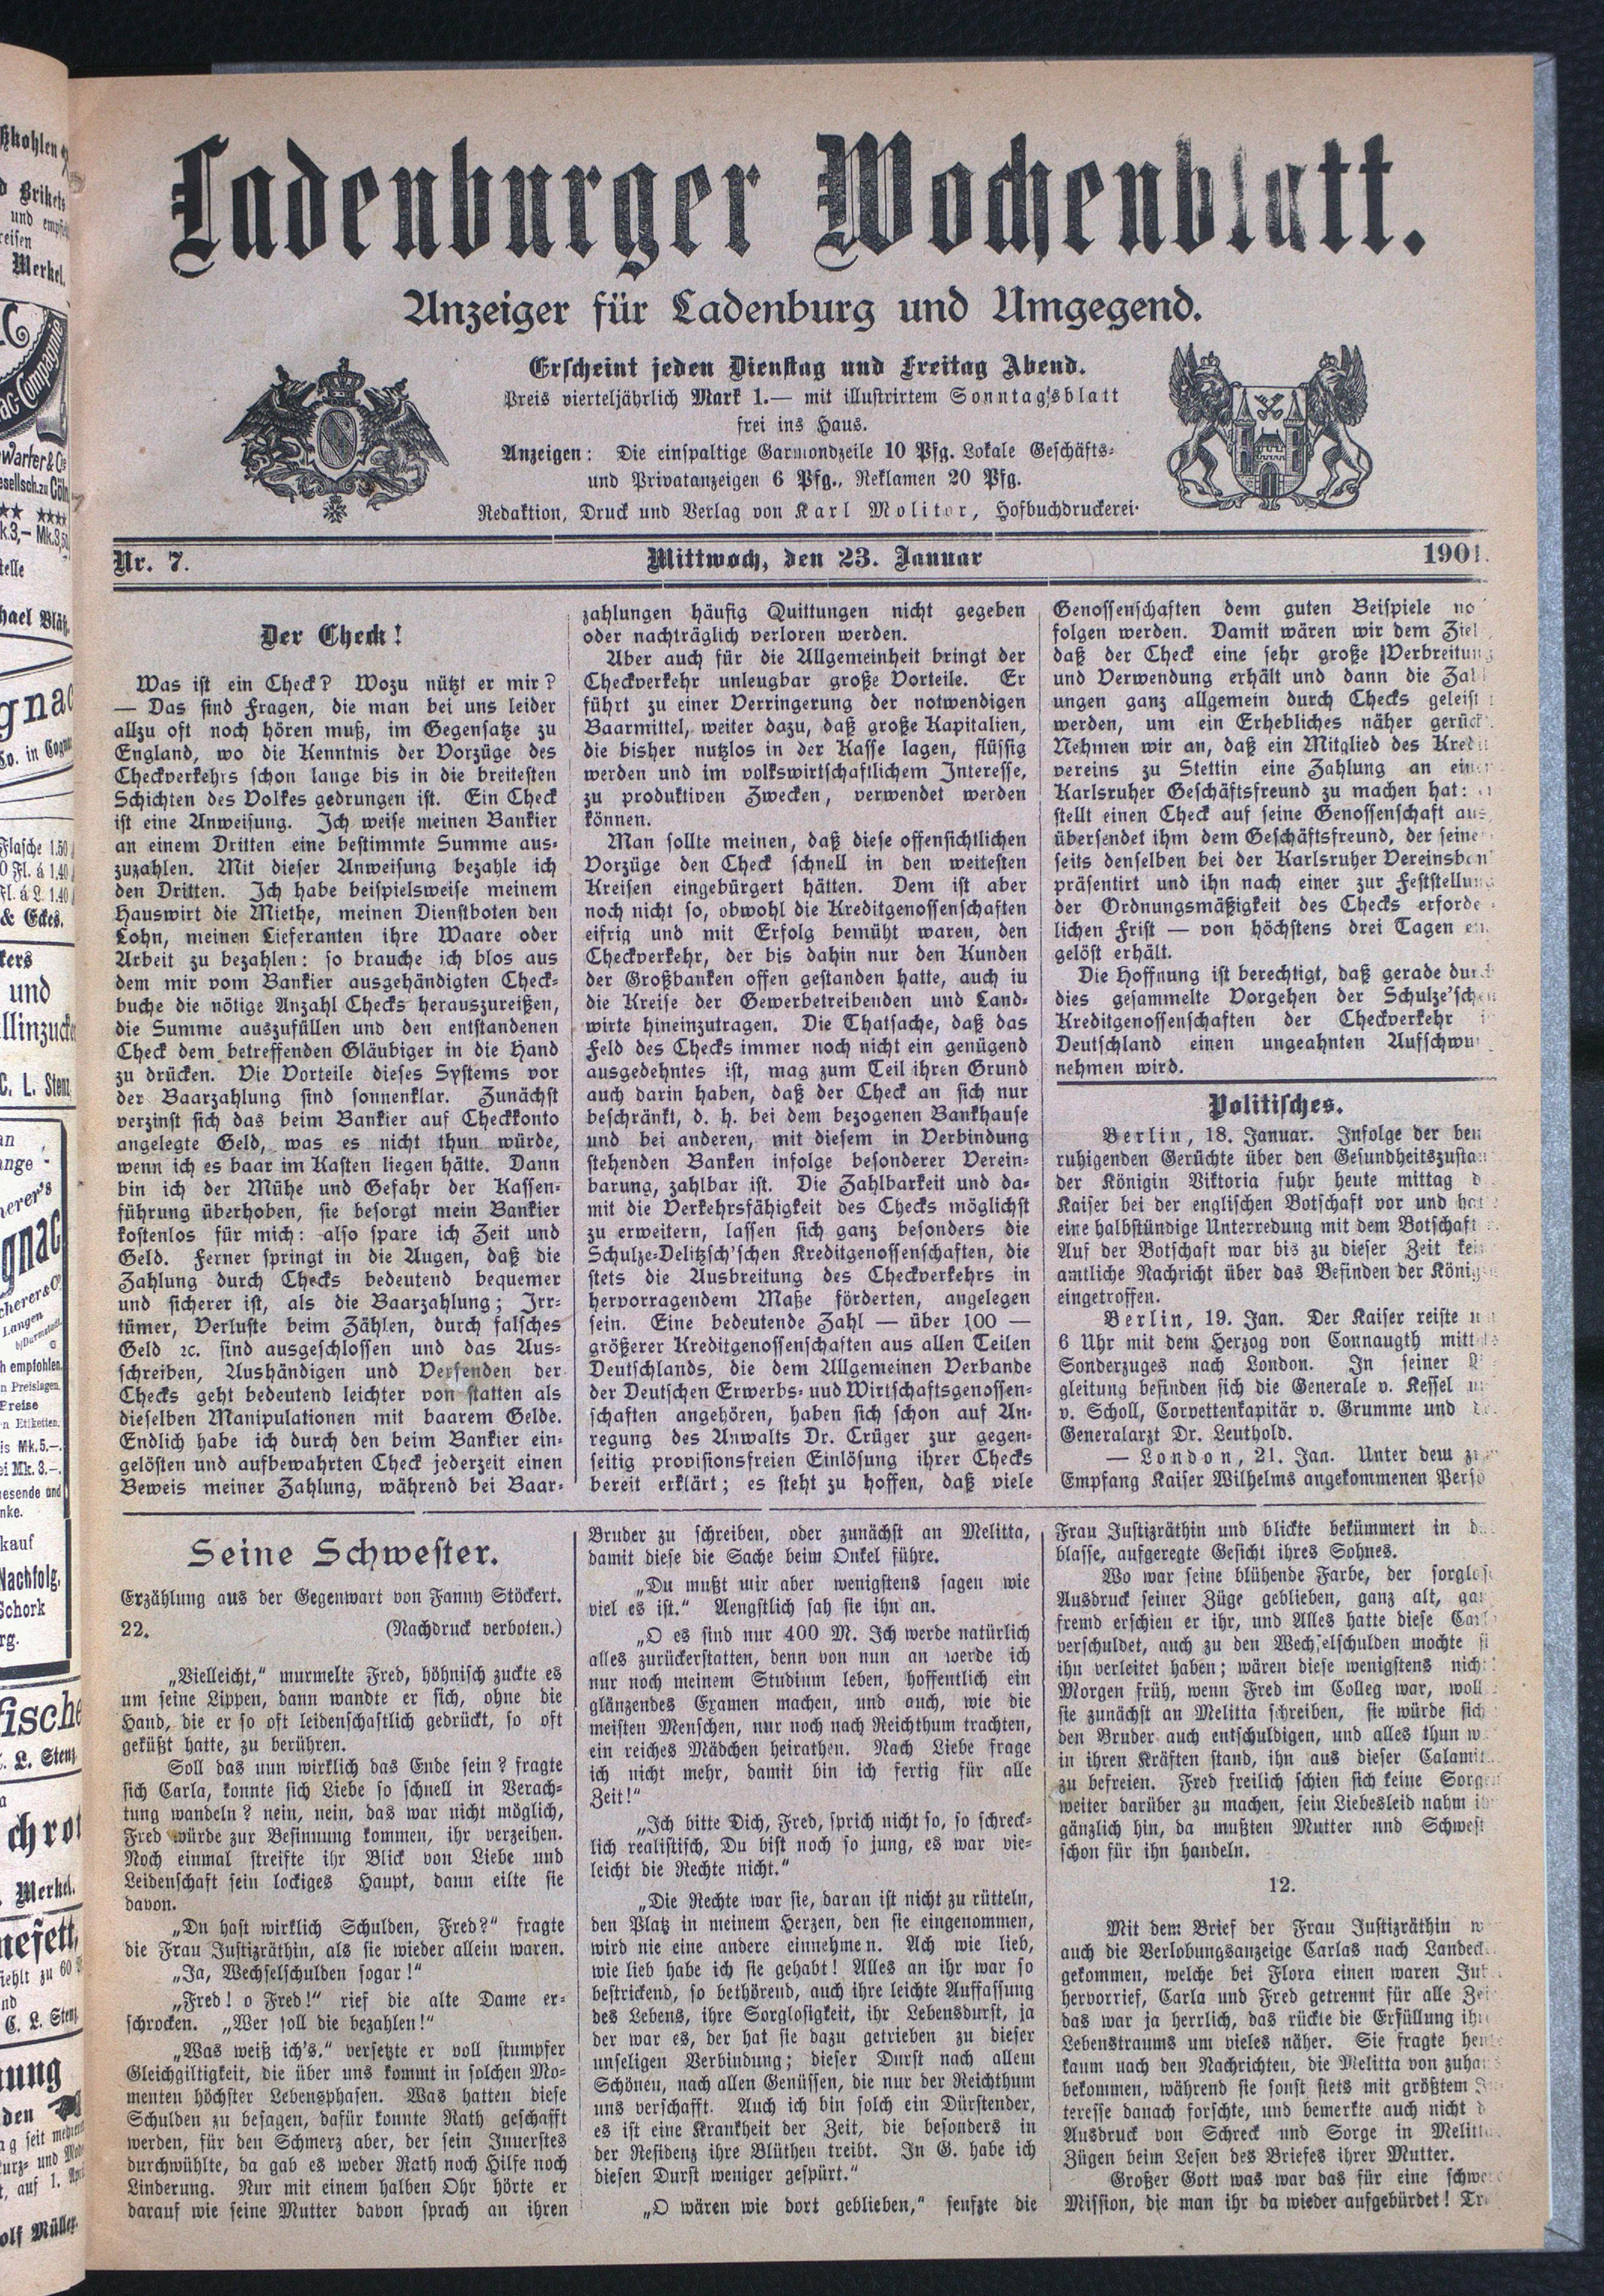 Ladenburger Wochenblatt.
Anzeiger für Ladenburg und Umgegend.
Erscheint jeden Dienstag und Freitag Abend.
Preis vierteljährlich Mark 1.— mit illustrirtem Sonntagsblatt
frei ins Haus.
Anzeigen: Die einspaltige Garmondzeile 10 Pfg. Lokale Geschäfts-
und Privatanzeigen 6 Pfg., Reklamen 20 Pfg.
Redaktion, Druck und Verlag von Karl Molitor, Hofbuchdruckerei.
Nr. 7. Mittwoch, den 23. Januar 1901.
Der Check!
Was ist ein Check? Wozu nützt er mir?
— Das sind Fragen, die man bei uns leider
allzu oft noch hören muß, im Gegensatze zu
England, wo die Kenntnis der Vorzüge des
Checkverkehrs schon lange bis in die breitesten
Schichten des Volkes gedrungen ist. Ein Check
ist eine Anweisung. Ich weise meinen Bankier
an einem Dritten eine bestimmte Summe aus-
zuzahlen. Mit dieser Anweisung bezahle ich
den Dritten. Ich habe beispielsweise meinem
Hauswirt die Miethe, meinen Dienstboten den
Lohn, meinen Lieferanten ihre Waare oder
Arbeit zu bezahlen: so brauche ich blos aus
dem mir vom Bankier ausgehändigten Check-
buche die nötige Anzahl Checks herauszureißen,
die Summe auszufüllen und den entstandenen
Check dem betreffenden Gläubiger in die Hand
zu drücken. Die Vorteile dieses Systems vor
der Baarzahlung sind sonnenklar. Zunächst
verzinst sich das beim Bankier auf Checkkonto
angelegte Geld, was es nicht thun würde,
wenn ich es baar im Kasten liegen hätte. Dann
bin ich der Mühe und Gefahr der Kassen-
führung überhoben, sie besorgt mein Bankier
kostenlos für mich: also spare ich Zeit und
Geld. Ferner springt in die Augen, daß die
Zahlung durch Checks bedeutend bequemer
und sicherer ist, als die Baarzahlung; Irr-
tümer, Verluste beim Zählen, durch falsches
Geld ꝛc. sind ausgeschlossen und das Aus-
schreiben, Aushändigen und Versenden der
Checks geht bedeutend leichter von statten als
dieselben Manipulationen mit baarem Gelde.
Endlich habe ich durch den beim Bankier ein-
gelösten und aufbewahrten Check jederzeit einen
Beweis meiner Zahlung, während bei Baar-
zahlungen häufig Quittungen nicht gegeben
oder nachträglich verloren werden.
Aber auch für die Allgemeinheit bringt der
Checkverkehr unleugbar große Vorteile. Er
führt zu einer Verringerung der notwendigen
Baarmittel, weiter dazu, daß große Kapitalien,
die bisher nutzlos in der Kasse lagen, flüssig
werden und im volkswirtschaftlichem Interesse,
zu produktiven Zwecken, verwendet werden
können.
Man sollte meinen, daß diese offensichtlichen
Vorzüge den Check schnell in den weitesten
Kreisen eingebürgert hätten. Dem ist aber
noch nicht so, obwohl die Kreditgenossenschaften
eifrig und mit Erfolg bemüht waren, den
Checkverkehr, der bis dahin nur den Kunden
der Großbanken offen gestanden hatte, auch in
die Kreise der Gewerbetreibenden und Land-
wirte hineinzutragen. Die Thatsache, daß das
Feld des Checks immer noch nicht ein genügend
ausgedehntes ist, mag zum Teil ihren Grund
auch darin haben, daß der Check an sich nur
beschränkt, d. h. bei dem bezogenen Bankhause
und bei anderen, mit diesem in Verbindung
stehenden Banken infolge besonderer Verein-
barung, zahlbar ist. Die Zahlbarkeit und da-
mit die Verkehrsfähigkeit des Checks möglichst
zu erweitern, lassen sich ganz besonders die
Schulze-Delitzsch'schen Kreditgenossenschaften, die
stets die Ausbreitung des Checkverkehrs in
hervorragendem Maße förderten, angelegen
sein. Eine bedeutende Zahl — über 100 —
größerer Kreditgenossenschaften aus allen Teilen
Deutschlands, die dem Allgemeinen Verbande
der Deutschen Erwerbs- und Wirtschaftsgenossen-
schaften angehören, haben sich schon auf An-
regung des Anwalts Dr. Crüger zur gegen-
seitig provisionsfreien Einlösung ihrer Checks
bereit erklärt; es steht zu hoffen, daß viele
Genossenschaften dem guten Beispiele
folgen werden. Damit wären wir dem Ziel
daß der Check eine sehr große Verbreitung
und Verwendung erhält und dann die Zahl
ungen ganz allgemein durch Checks geleist
werden, um ein Erhebliches näher gerück
Nehmen wir an, daß ein Mitglied des Kredit
vereins zu Stettin eine Zahlung an einen
Karlsruher Geschäftsfreund zu machen hat:
stellt einen Check auf seine Genossenschaft aus,
übersendet ihm dem Geschäftsfreund, der seiner
seits denselben bei der Karlsruher Vereinsbank
präsentirt und ihn nach einer zur Feststellung
der Ordnungsmäßigkeit des Checks erforder-
lichen Frist — von höchstens drei Tagen
gelöst erhält.
Die Hoffnung ist berechtigt, daß gerade durch
dies gesammelte Vorgehen der Schulze'schen
Kreditgenossenschaften der Checkverkehr
Deutschland einen ungeahnten Aufschwu
nehmen wird.
Politisches.
Berlin, 18. Januar. Infolge der beu
ruhigenden Gerüchte über den Gesundheitszusta
der Königin Viktoria fuhr heute mittag
Kaiser bei der englischen Botschaft vor und hat
eine halbstündige Unterredung mit dem Botschaft
Auf der Botschaft war bis zu dieser Zeit kein
amtliche Nachricht über das Befinden der König
eingetroffen.
Berlin, 19. Jan. Der Kaiser reiste
6 Uhr mit dem Herzog von Connaugth mittels
Sonderzuges nach London. In seiner
gleitung befinden sich die Generale v. Kessel
v. Scholl, Corvettenkapitär v. Grumme und
Generalarzt Dr. Leuthold.
— London, 21. Jan. Unter dem
Empfang Kaiser Wilhelms angekommenen Perso
Seine Schwester.
Erzählung aus der Gegenwart von Fanny Stöckert.
22. (Nachdruck verboten.)
„Vielleicht,“ murmelte Fred, höhnisch zuckte es
um seine Lippen, dann wandte er sich, ohne die
Hand, die er so oft leidenschaftlich gedrückt, so oft
geküßt hatte, zu berühren.
Soll das nun wirklich das Ende sein? fragte
sich Carla, konnte sich Liebe so schnell in Verach-
tung wandeln? nein, nein, das war nicht möglich,
Fred würde zur Besinnung kommen, ihr verzeihen.
Noch einmal streifte ihr Blick von Liebe und
Leidenschaft sein lockiges Haupt, dann eilte sie
davon.
„Du hast wirklich Schulden, Fred?“ fragte
die Frau Justizräthin, als sie wieder allein waren.
„Ja, Wechselschulden sogar!“
„Fred! o Fred!“ rief die alte Dame er-
schrocken. „Wer soll die bezahlen!“
„Was weiß ich's.“ versetzte er voll stumpfer
Gleichgiltigkeit, die über uns kommt in solchen Mo-
menten höchster Lebensphasen. Was hatten diese
Schulden zu besagen, dafür konnte Rath geschafft
werden, für den Schmerz aber, der sein Innerstes
durchwühlte, da gab es weder Rath noch Hilfe noch
Linderung. Nur mit einem halben Ohr hörte er
darauf wie seine Mutter davon sprach an ihren
Bruder zu schreiben, oder zunächst an Melitta,
damit diese die Sache beim Onkel führe.
„Du mußt mir aber wenigstens sagen wie
viel es ist.“ Aengstlich sah sie ihn an.
„O es sind nur 400 M. Ich werde natürlich
alles zurückerstatten, denn von nun an werde ich
nur noch meinem Studium leben, hoffentlich ein
glänzendes Examen machen, und auch, wie die
meisten Menschen, nur noch nach Reichthum trachten,
ein reiches Mädchen heirathen. Nach Liebe frage
ich nicht mehr, damit bin ich fertig für alle
Zeit!“
„Ich bitte Dich, Fred, sprich nicht so, so schreck-
lich realistisch, Du bist noch so jung, es war vie-
leicht die Rechte nicht.“
„Die Rechte war sie, daran ist nicht zu rütteln,
den Platz in meinem Herzen, den sie eingenommen,
wird nie eine andere einnehmen. Ach wie lieb,
wie lieb habe ich sie gehabt! Alles an ihr war so
bestrickend, so bethörend, auch ihre leichte Auffassung
des Lebens, ihre Sorglosigkeit, ihr Lebensdurst, ja
der war es, der hat sie dazu getrieben zu dieser
unseligen Verbindung; dieser Durst nach allem
Schönen, nach allen Genüssen, die nur der Reichthum
uns verschafft. Auch ich bin solch ein Dürstender,
es ist eine Krankheit der Zeit, die besonders in
der Residenz ihre Blüthen treibt. In G. habe ich
diesen Durst weniger gespürt.“
„O wären wie dort geblieben,“ seufzte die
Frau Justizräthin und blickte bekümmert in
blasse, aufgeregte Gesicht ihres Sohnes.
Wo war seine blühende Farbe, der sorglose
Ausdruck seiner Züge geblieben, ganz alt, ganz
fremd erschien er ihr, und Alles hatte diese Carl
verschuldet, auch zu den Wechselschulden mochte si
ihn verleitet haben; wären diese wenigstens nicht
Morgen früh, wenn Fred im Colleg war, woll
sie zunächst an Melitta schreiben, sie würde sich
den Bruder auch entschuldigen, und alles thun w
in ihren Kräften stand, ihn aus dieser Calamit
zu befreien. Fred freilich schien sich keine Sorgen
weiter darüber zu machen, sein Liebesleid nahm ihn
gänzlich hin, da mußten Mutter und Schwest
schon für ihn handeln.
12.
Mit dem Brief der Frau Justizräthin w
auch die Verlobungsanzeige Carlas nach Landeck
gekommen, welche bei Flora einen waren Jub
hervorrief, Carla und Fred getrennt für alle Zei
das war ja herrlich, das rückte die Erfüllung ihr
Lebenstraums um vieles näher. Sie fragte heute
kaum nach den Nachrichten, die Melitta von zuhause
bekommen, während sie sonst stets mit größtem In
teresse danach forschte, und bemerkte auch nicht d
Ausdruck von Schreck und Sorge in Melitta
Zügen beim Lesen des Briefes ihrer Mutter.
Großer Gott was war das für eine schwere
Mission, die man ihr da wieder aufgebürdet!